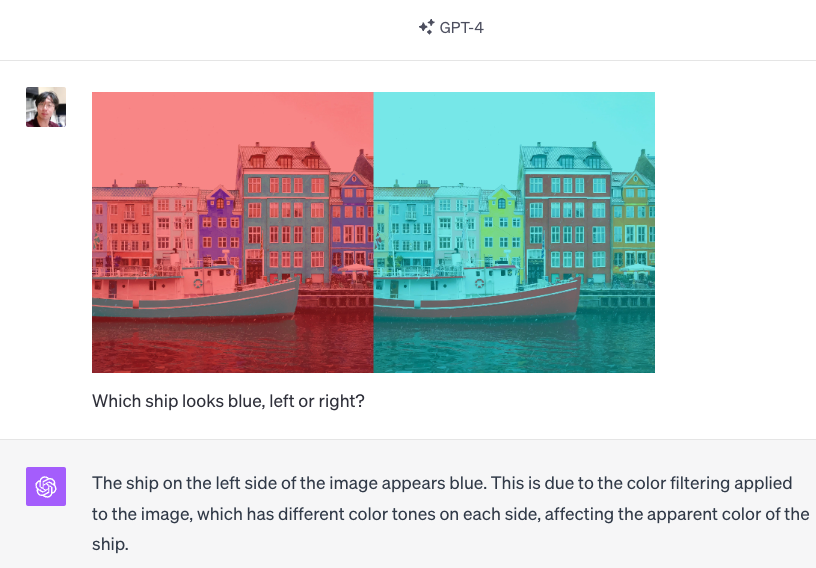 GPT-4
Which ship looks blue, left or right?
The ship on the left side of the image appears blue. This is due to the color filtering applied
to the image, which has different color tones on each side, affecting the apparent color of the
ship.